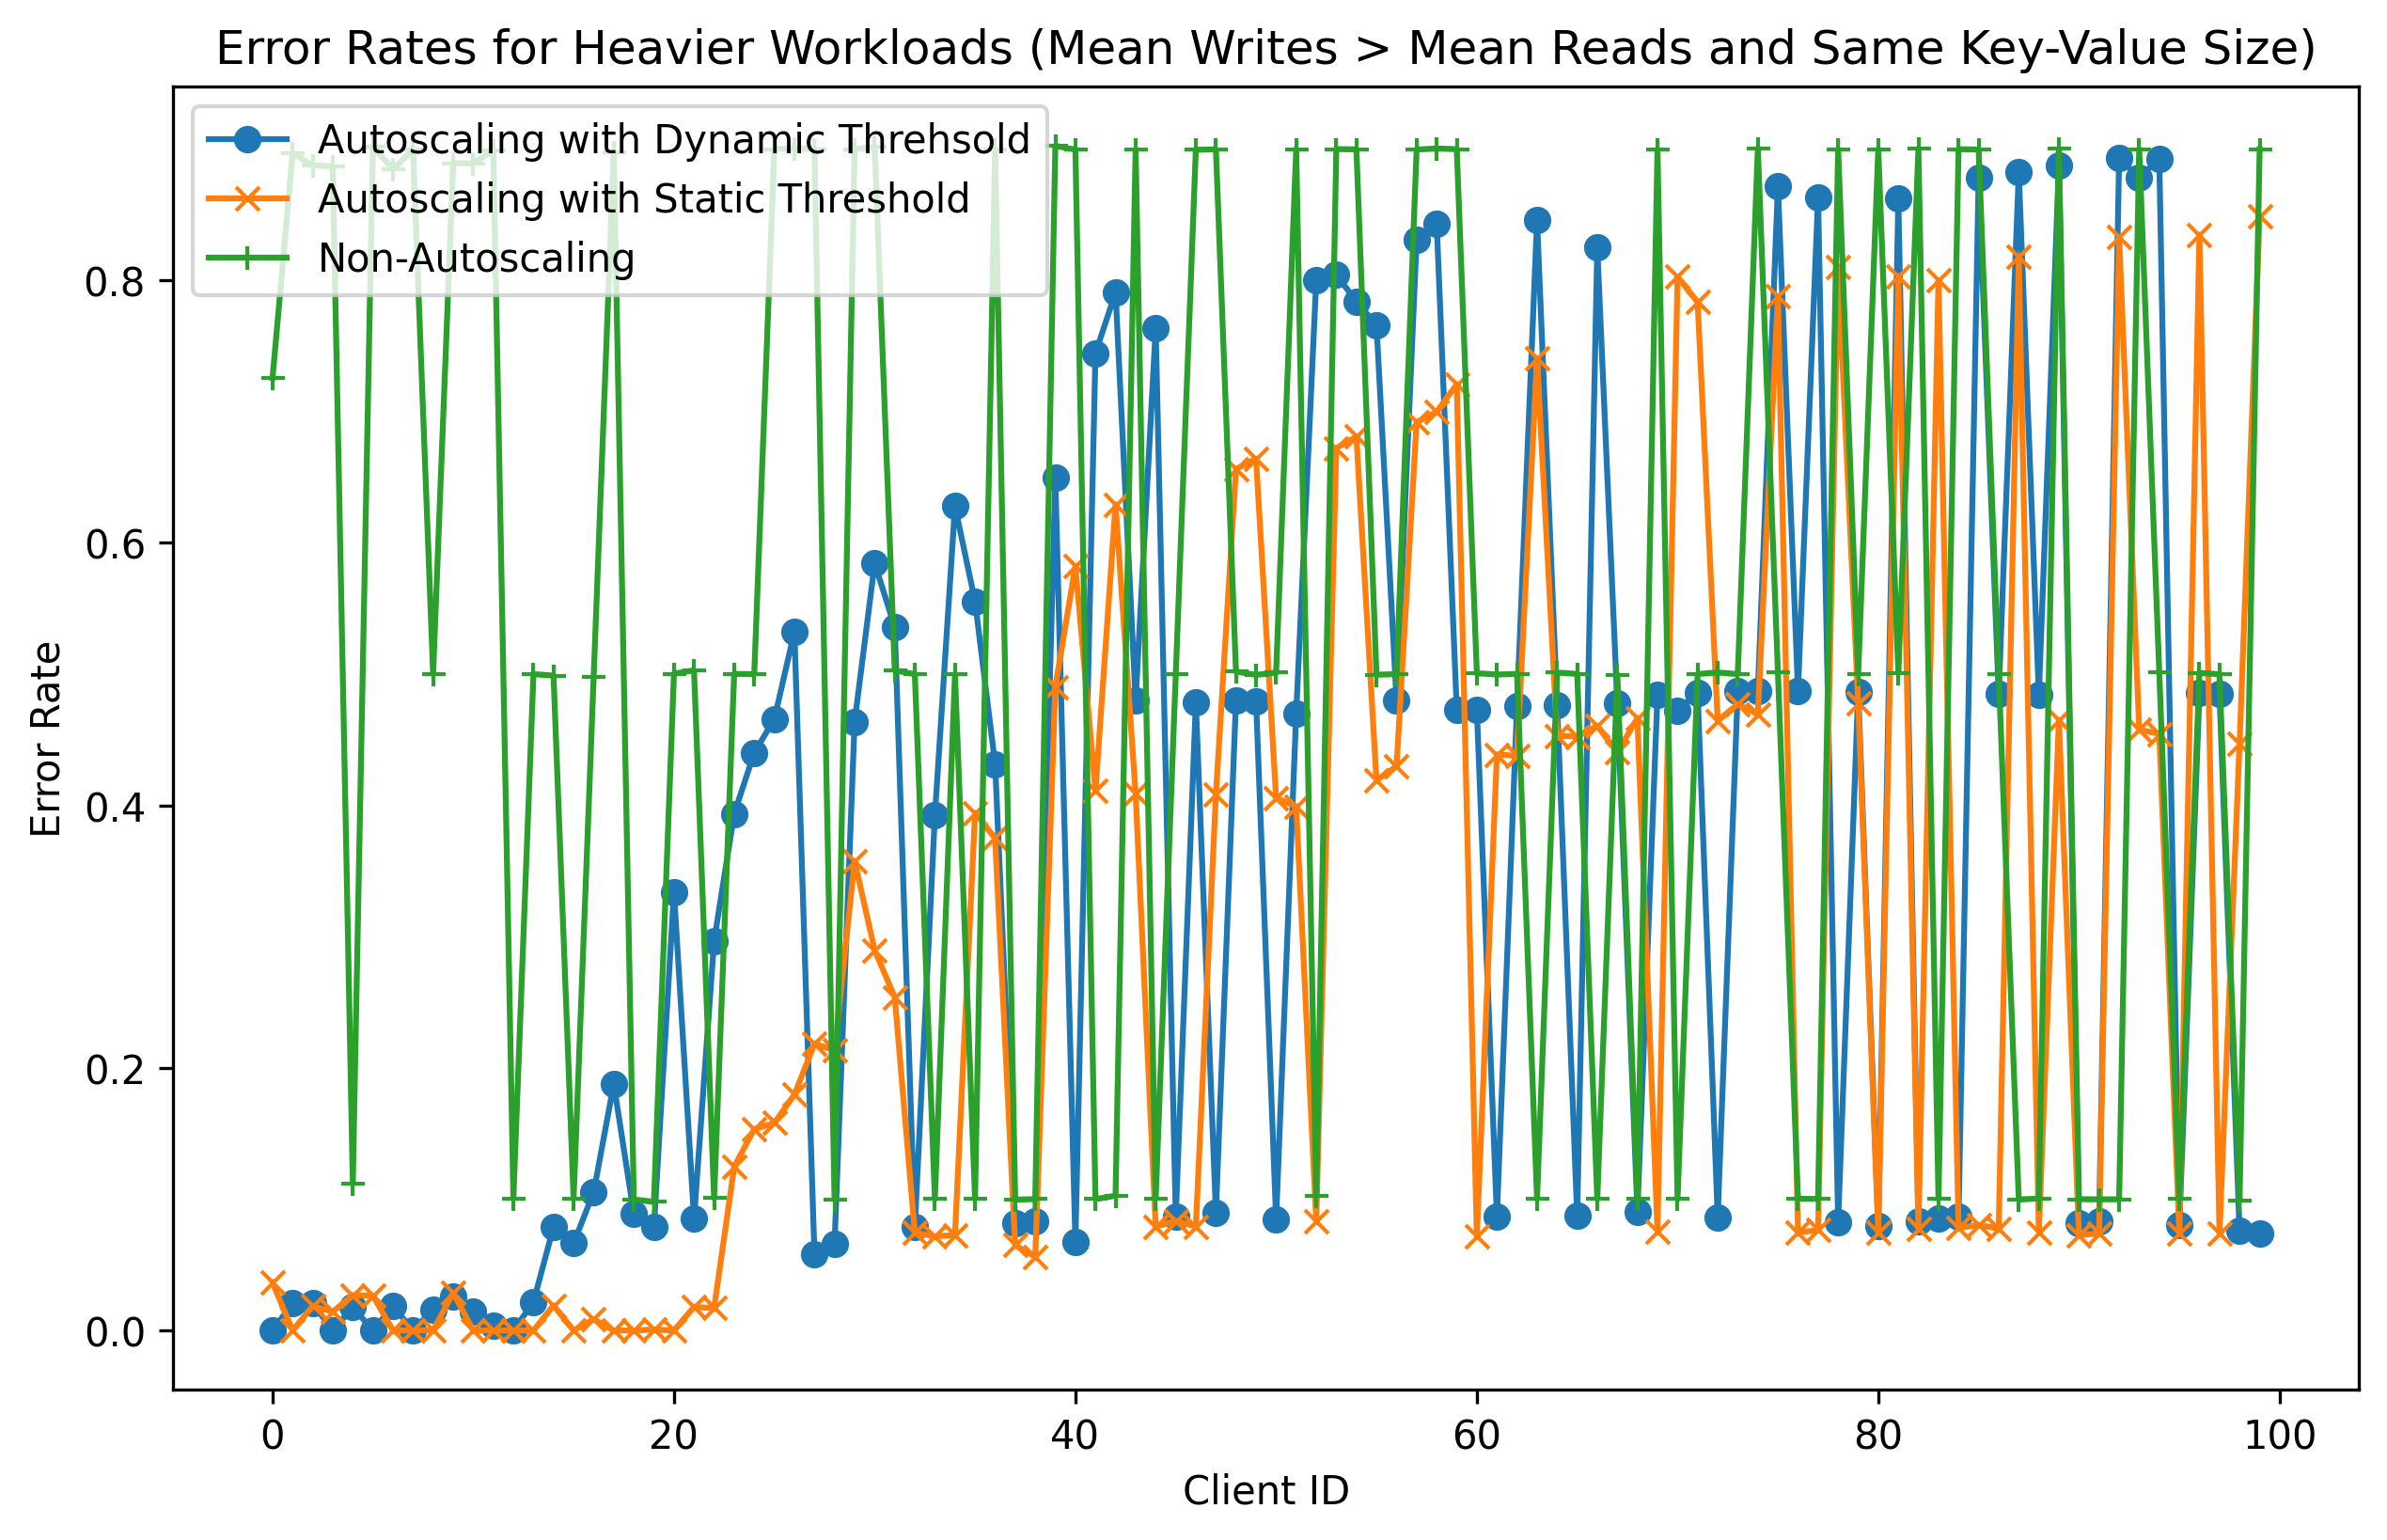 Error Rates for Heavier Workloads (Mean Writes > Mean Reads and Same Key-Value Size)
Autoscaling with Dynamic Threhsold
Autoscaling with Static Threshold
Non-Autoscaling
0.8
0.6
0.4
0.2
0.0
Error Rate
0 20 40 60 80 100
Client ID